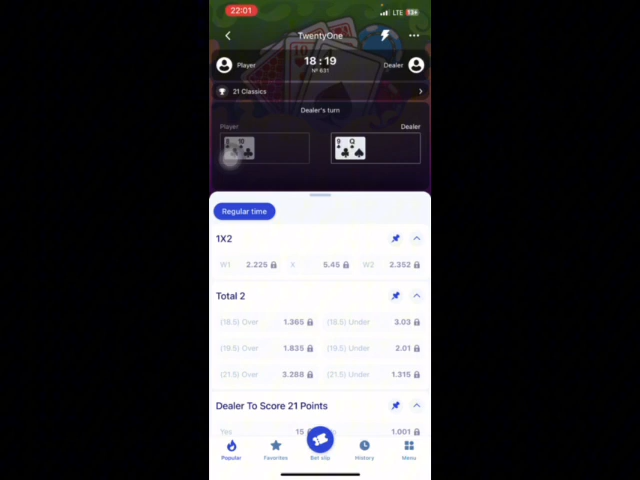 22:01
LTE
TwentyOne
Player
18 : 19
Dealer
№ 631
21 Classics
Dealer's turn
Player
Dealer
10
9 Q
Regular time
1X2
W1 2.225 X 5.45 W2 2.352
Total 2
(18.5) Over 1.365 (18.5) Under 3.03
(19.5) Over 1.835 (19.5) Under 2.01
(21.5) Over 3.288 (21.5) Under 1.315
Dealer To Score 21 Points
Yes 15 1.001
Popular Favorites Bet slip History Menu